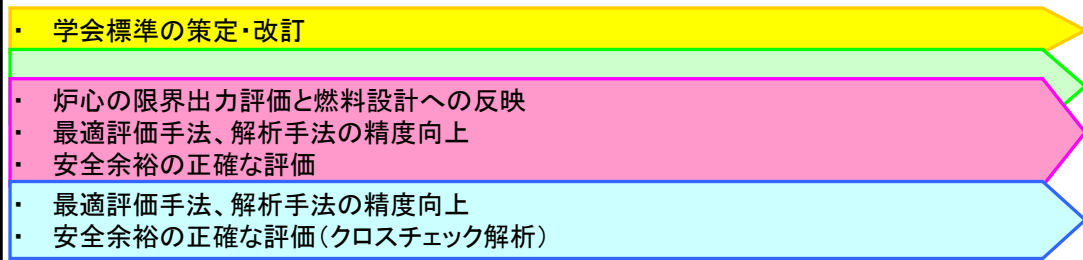 ・ 学会標準の策定・改訂
・ 炉心の限界出力評価と燃料設計への反映
・ 最適評価手法、解析手法の精度向上
・ 安全余裕の正確な評価
・ 最適評価手法、解析手法の精度向上
・ 安全余裕の正確な評価(クロスチェック解析)